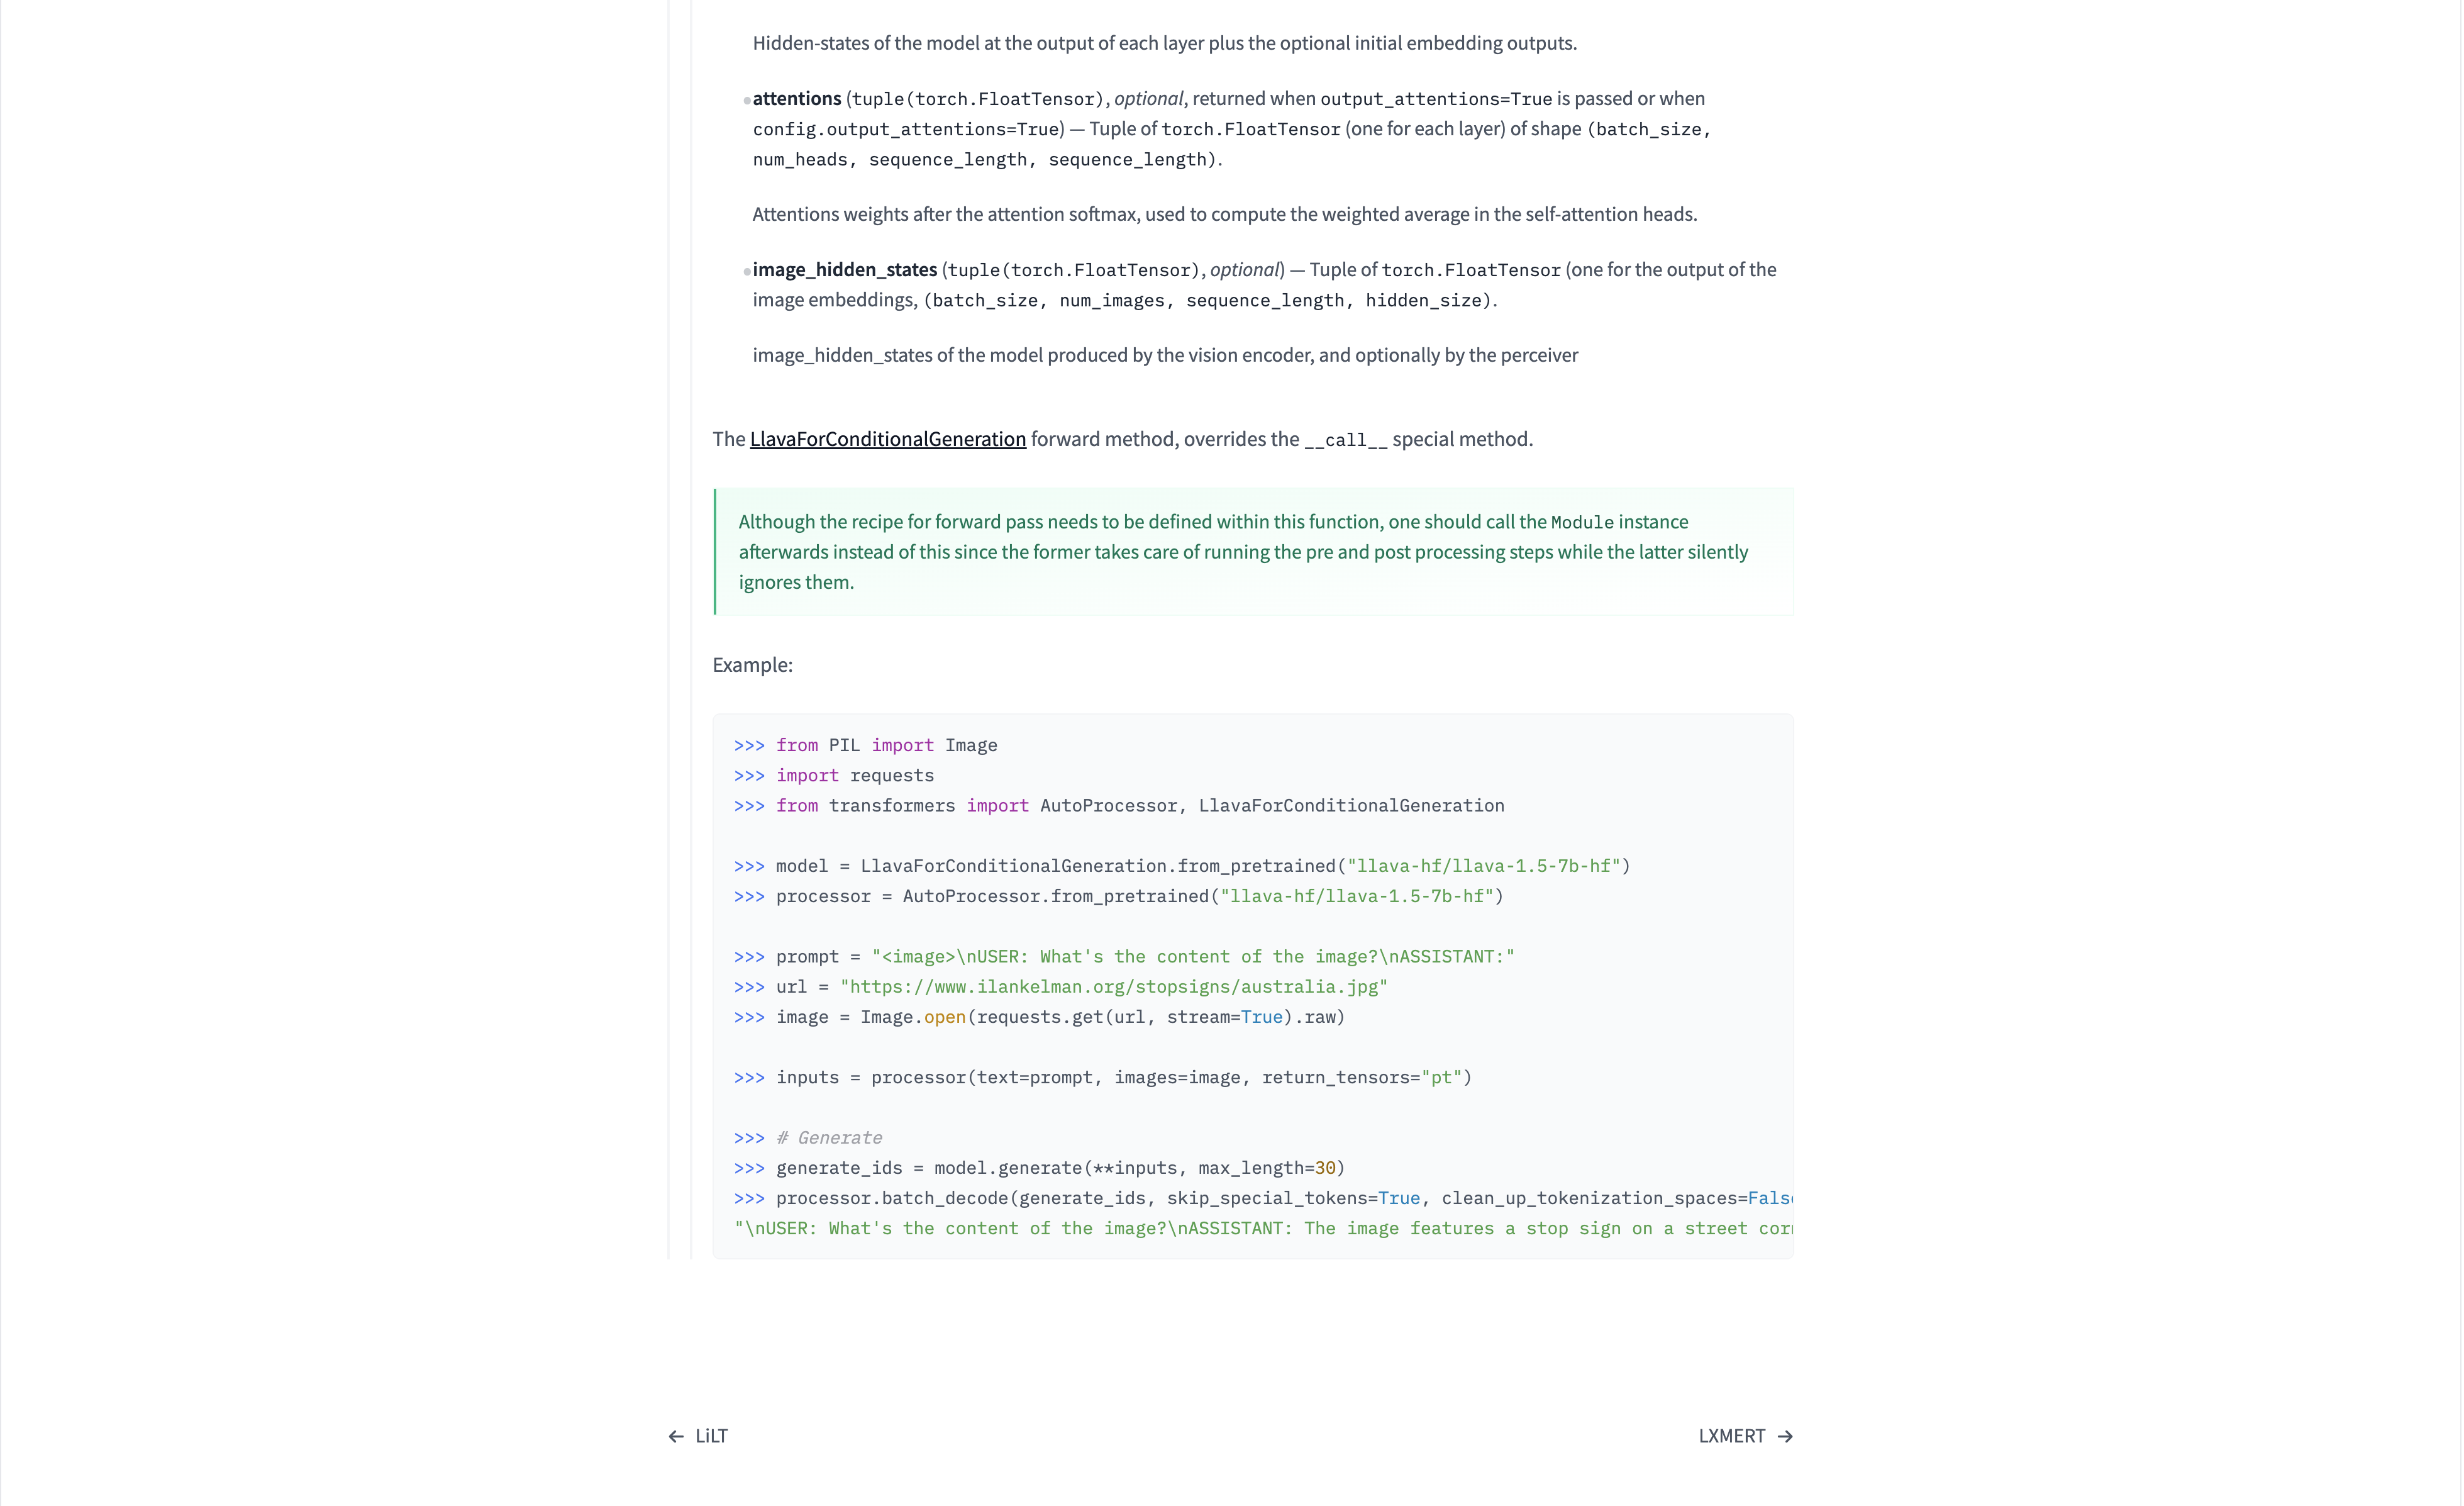 Hidden-states of the model at the output of each layer plus the optional initial embedding outputs.
attentions (tuple(torch.FloatTensor), optional, returned when output_attentions=True is passed or when
config.output_attentions=True) — Tuple of torch.FloatTensor (one for each layer) of shape (batch_size,
num_heads, sequence_length, sequence_length).
Attentions weights after the attention softmax, used to compute the weighted average in the self-attention heads.
image_hidden_states (tuple(torch.FloatTensor), optional) — Tuple of torch.FloatTensor (one for the output of the
image embeddings, (batch_size, num_images, sequence_length, hidden_size).
image_hidden_states of the model produced by the vision encoder, and optionally by the perceiver
The LlavaForConditionalGeneration forward method, overrides the __call__ special method.
Although the recipe for forward pass needs to be defined within this function, one should call the Module instance
afterwards instead of this since the former takes care of running the pre and post processing steps while the latter silently
ignores them.
Example:
>>> from PIL import Image
>>> import requests
>>> from transformers import AutoProcessor, LlavaForConditionalGeneration
>>> model = LlavaForConditionalGeneration.from_pretrained("llava-hf/llava-1.5-7b-hf")
>>> processor = AutoProcessor.from_pretrained("llava-hf/llava-1.5-7b-hf")
>>> prompt = "<image>\nUSER: What's the content of the image?\nASSISTANT:"
>>> url = "https://www.ilankelman.org/stopsigns/australia.jpg"
>>> image = Image.open(requests.get(url, stream=True).raw)
>>> inputs = processor(text=prompt, images=image, return_tensors="pt")
>>> # Generate
>>> generate_ids = model.generate(**inputs, max_length=30)
>>> processor.batch_decode(generate_ids, skip_special_tokens=True, clean_up_tokenization_spaces=
"\nUSER: What's the content of the image?\nASSISTANT: The image features a stop sign on a street
← LiLT
LXMERT →